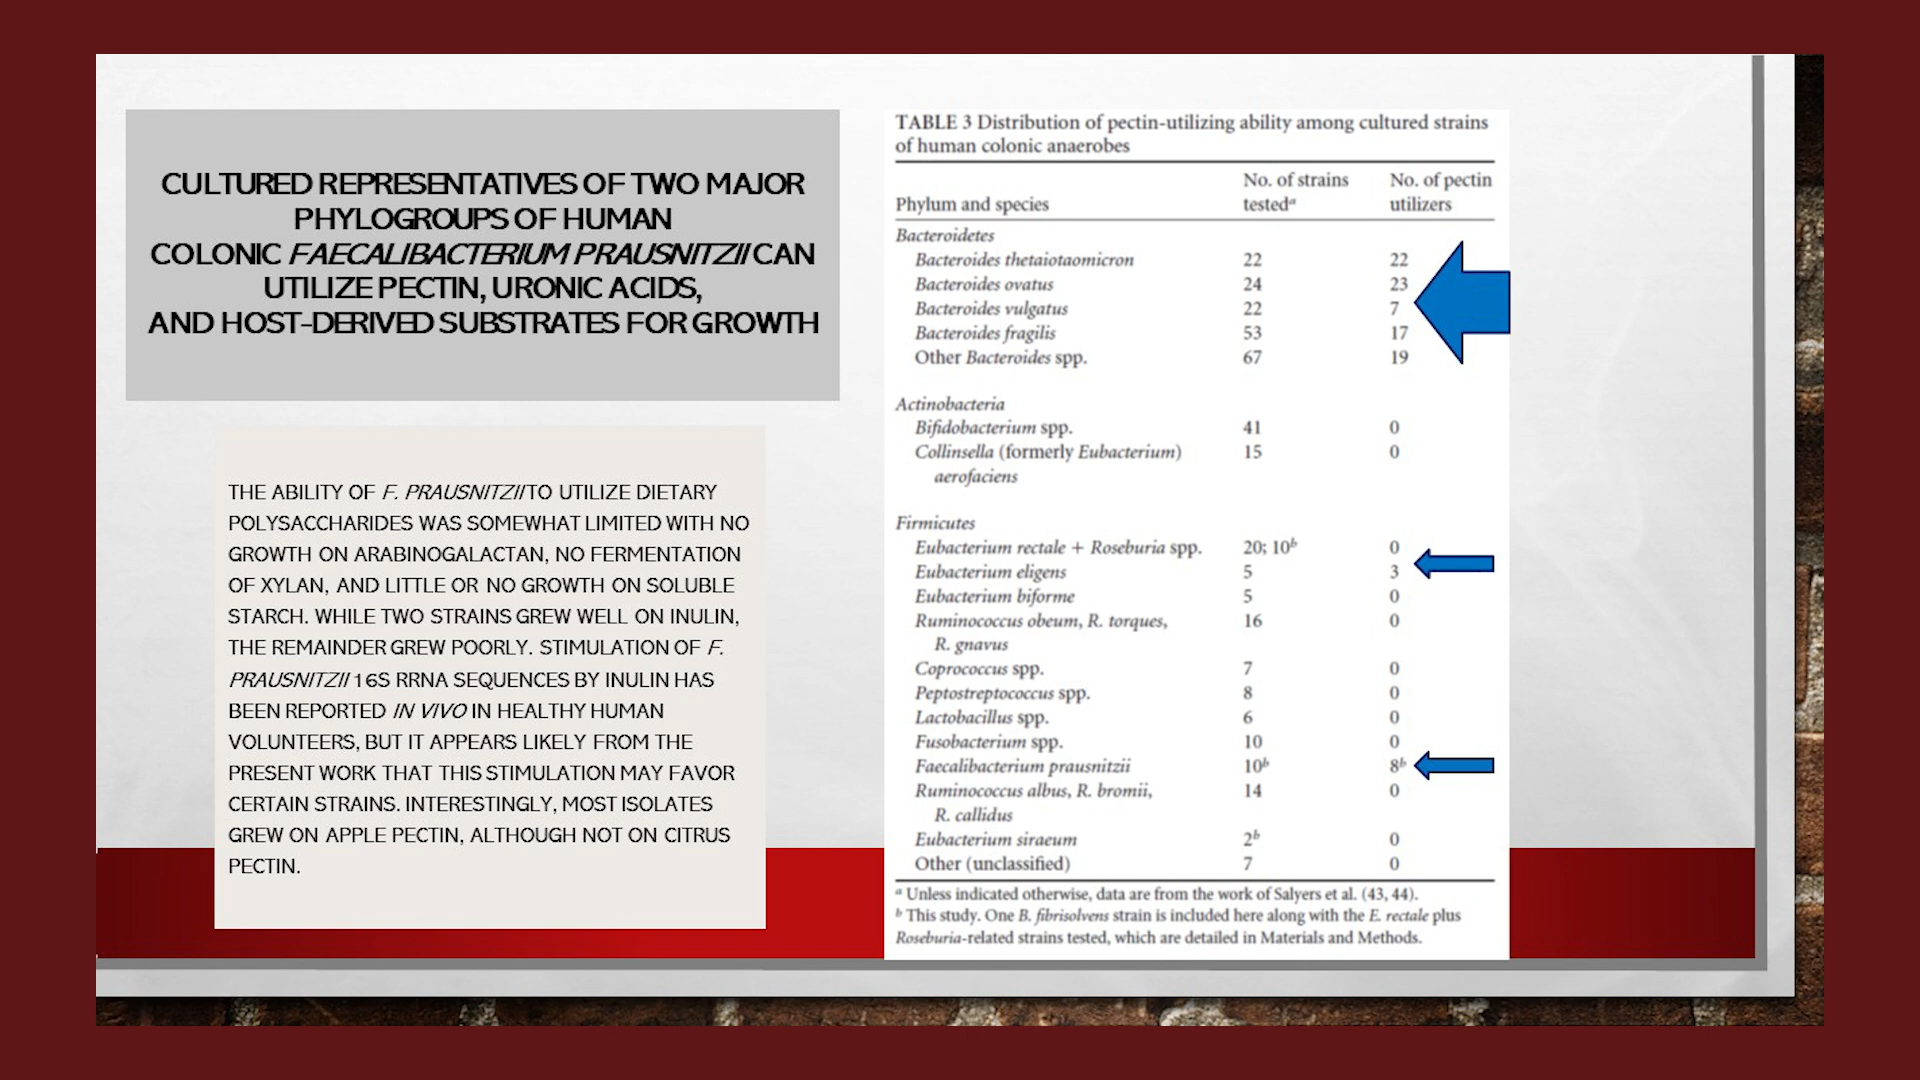 CULTURED REPRESENTATIVES OF TWO MAJOR
PHYLOGROUPS OF HUMAN
COLONIC FAECALIBACTERIUM PRAUSNITZII CAN
UTILIZE PECTIN, URONIC ACIDS,
AND HOST-DERIVED SUBSTRATES FOR GROWTH
THE ABILITY OF F. PRAUSNITZII TO UTILIZE DIETARY
POLYSACCHARIDES WAS SOMEWHAT LIMITED WITH NO
GROWTH ON ARABINOGALACTAN, NO FERMENTATION
OF XYLAN, AND LITTLE OR NO GROWTH ON SOLUBLE
STARCH. WHILE TWO STRAINS GREW WELL ON INULIN,
THE REMAINDER GREW POORLY. STIMULATION OF F.
PRAUSNITZII 16S RRNA SEQUENCES BY INULIN HAS
BEEN REPORTED IN VIVO IN HEALTHY HUMAN
VOLUNTEERS, BUT IT APPEARS LIKELY FROM THE
PRESENT WORK THAT THIS STIMULATION MAY FAVOR
CERTAIN STRAINS. INTERESTINGLY, MOST ISOLATES
GREW ON APPLE PECTIN, ALTHOUGH NOT ON CITRUS
PECTIN.
TABLE 3 Distribution of pectin-utilizing ability among cultured strains
of human colonic anaerobes
No. of strains No. of pectin
Phylum and species testedᵃ utilizers
Bacteroidetes
Bacteroides thetaiotaomicron 22 22
Bacteroides ovatus 24 23
Bacteroides vulgatus 22 7
Bacteroides fragilis 53 17
Other Bacteroides spp. 67 19
Actinobacteria
Bifidobacterium spp. 41 0
Collinsella (formerly Eubacterium) 15 0
aerofaciens
Firmicutes
Eubacterium rectale + Roseburia spp. 20; 10ᵇ 0
Eubacterium eligens 5 3
Eubacterium biforme 5 0
Ruminococcus obeum, R. torques, 16 0
R. gnavus
Coprococcus spp. 7 0
Peptostreptococcus spp. 8 0
Lactobacillus spp. 6 0
Fusobacterium spp. 10 0
Faecalibacterium prausnitzii 10ᵇ 8ᵇ
Ruminococcus albus, R. bromii, 14 0
R. callidus
Eubacterium siraeum 2ᵇ 0
Other (unclassified) 7 0
ᵃ Unless indicated otherwise, data are from the work of Salyers et al. (43, 44).
ᵇ This study. One B. fibrisolvens strain is included here along with the E. rectale plus
Roseburia-related strains tested, which are detailed in Materials and Methods.